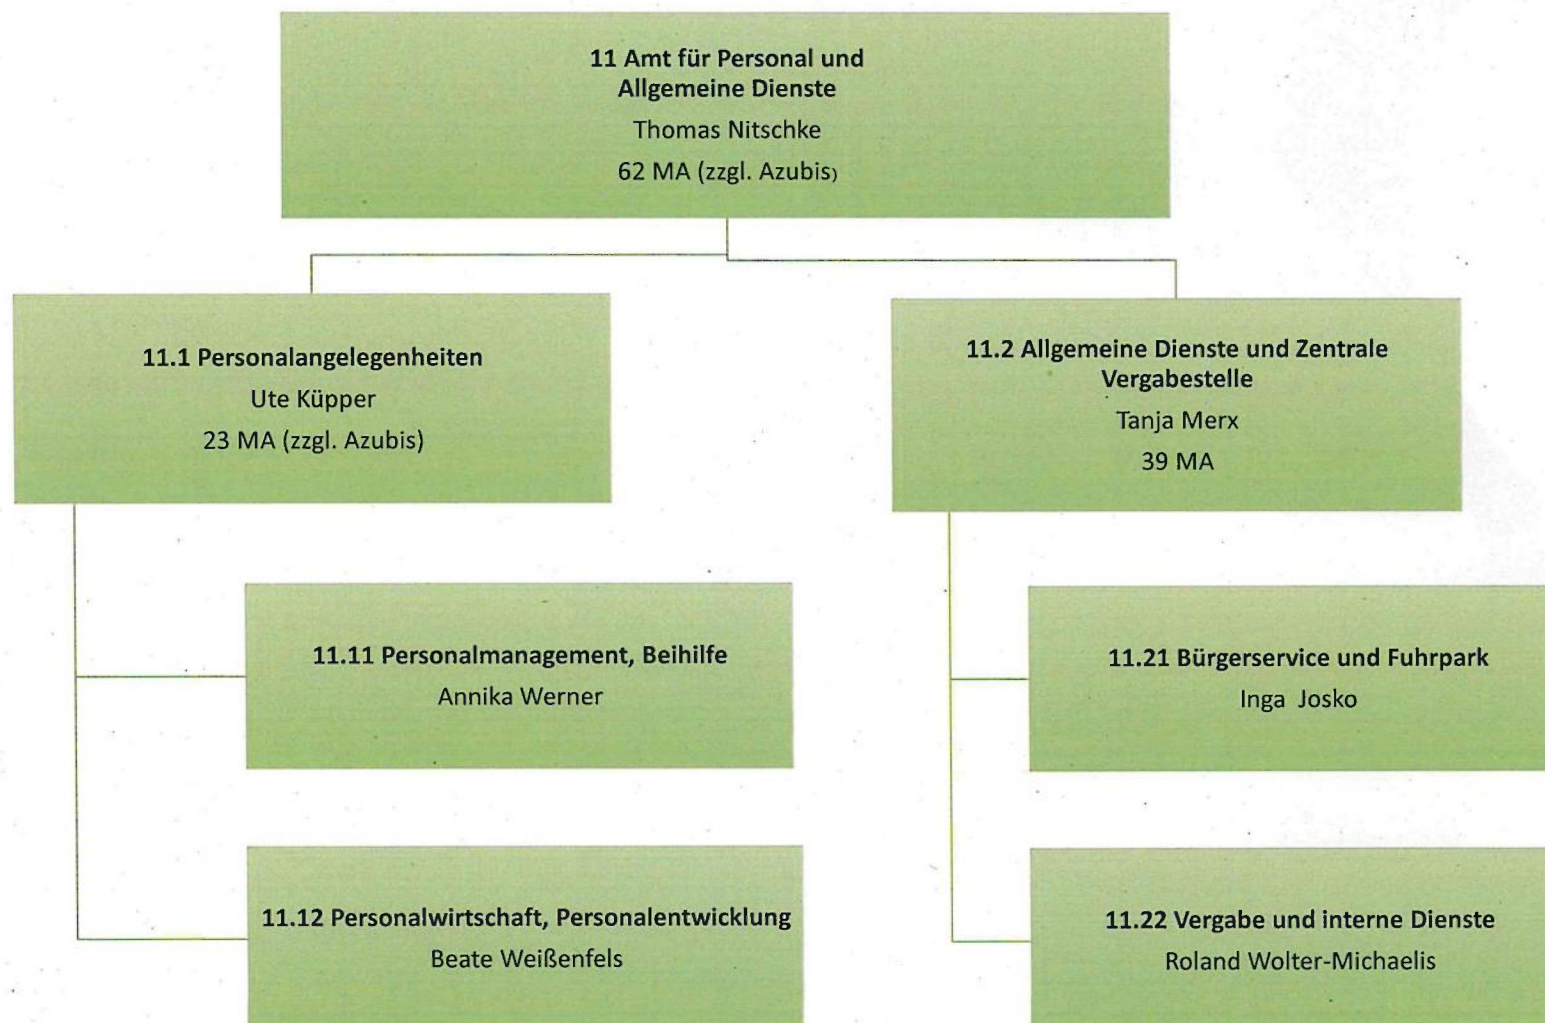 11 Amt für Personal und
Allgemeine Dienste
Thomas Nitschke
62 MA (zzgl. Azubis)
11.1 Personalangelegenheiten
Ute Küpper
23 MA (zzgl. Azubis)
11.2 Allgemeine Dienste und Zentrale
Vergabestelle
Tanja Merx
39 MA
11.11 Personalmanagement, Beihilfe
Annika Werner
11.21 Bürgerservice und Fuhrpark
Inga Josko
11.12 Personalwirtschaft, Personalentwicklung
Beate Weißenfels
11.22 Vergabe und interne Dienste
Roland Wolter-Michaelis